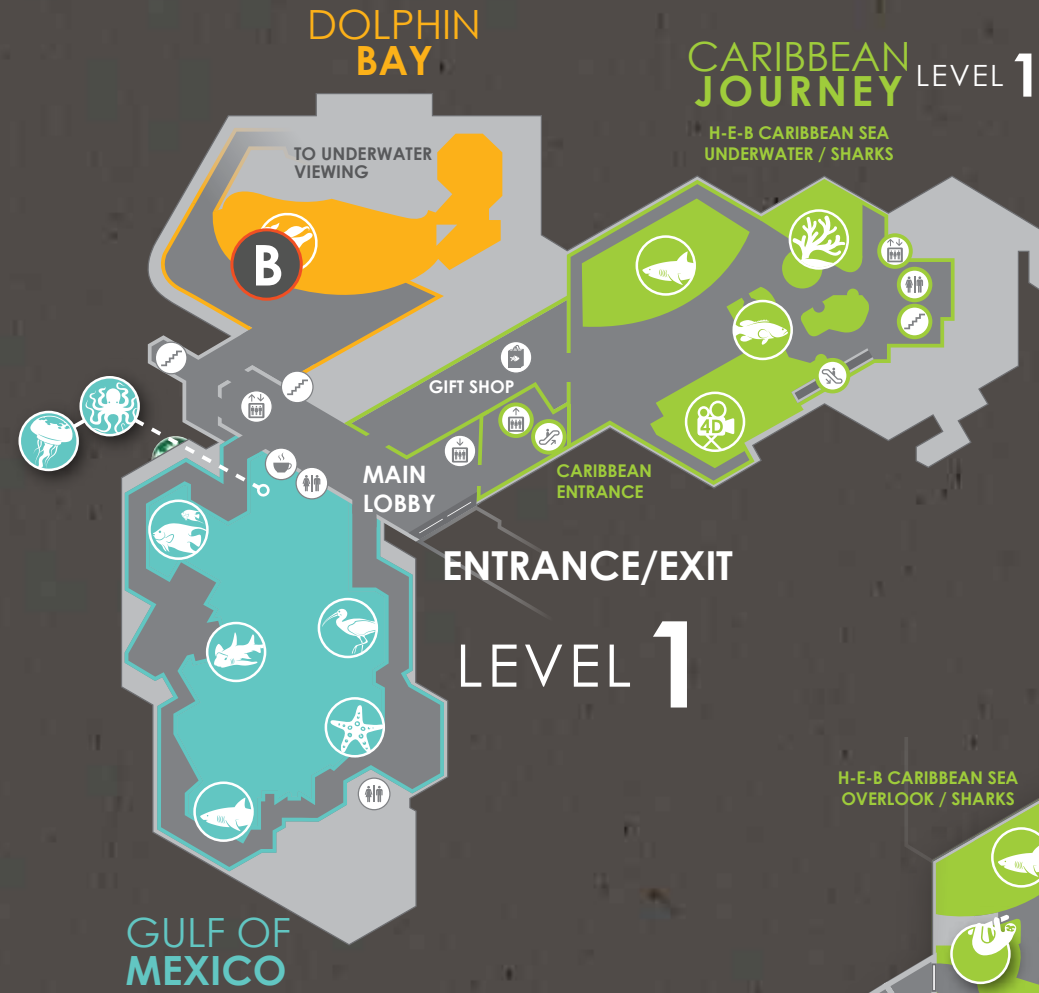 DOLPHIN
BAY
CARIBBEAN
JOURNEY
LEVEL 1
H-E-B CARIBBEAN SEA
UNDERWATER / SHARKS
TO UNDERWATER
VIEWING
B
GIFT SHOP
4D
MAIN
LOBBY
CARIBBEAN
ENTRANCE
ENTRANCE/EXIT
LEVEL 1
H-E-B CARIBBEAN SEA
OVERLOOK / SHARKS
GULF OF
MEXICO